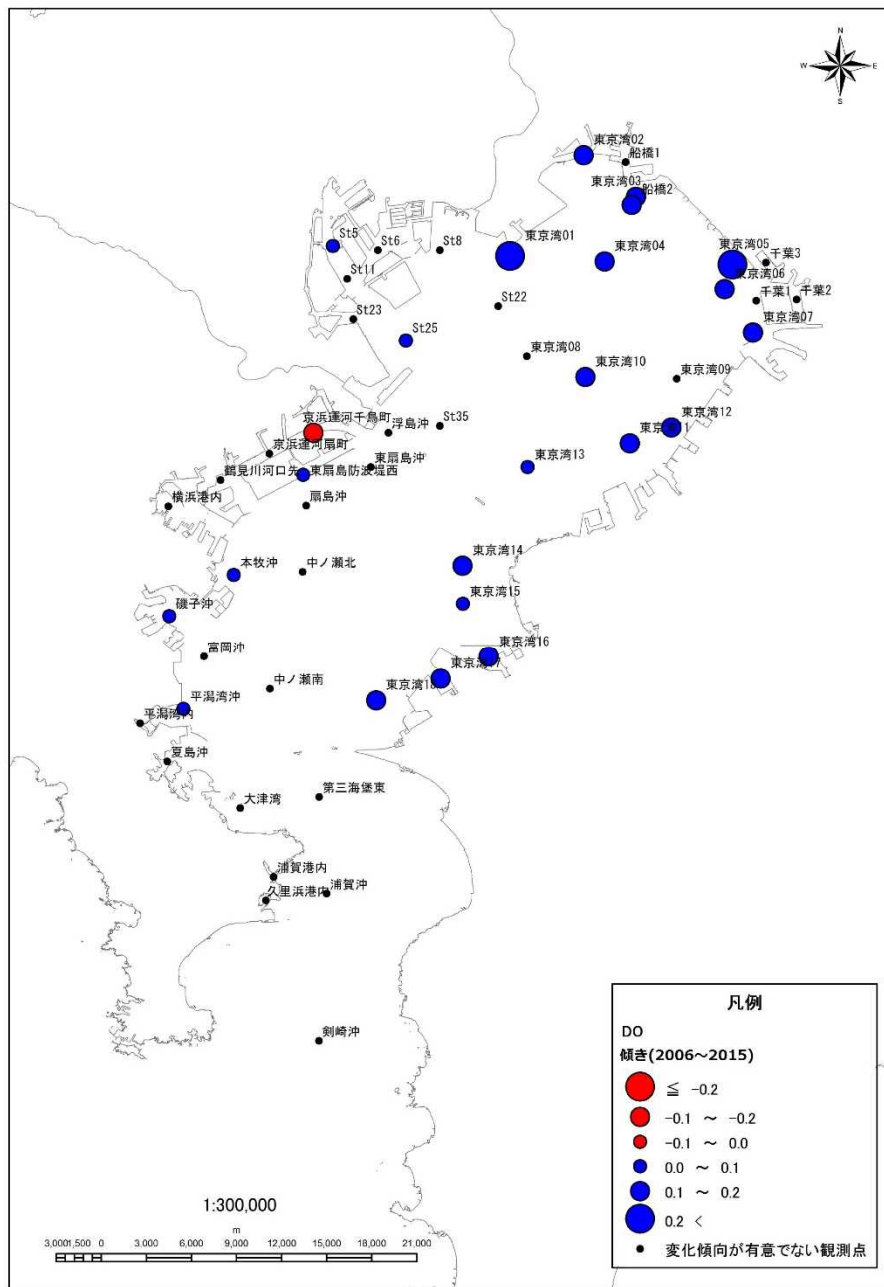 N
W E
S
東京湾02
船橋1
東京湾03
船橋2
St5
St6
St8
東京湾01
東京湾04
東京湾05
千葉3
東京湾06
St11
千葉1
千葉2
St22
St23
東京湾07
St25
東京湾08
東京湾10
東京湾09
京浜運河千鳥町
浮島沖
St35
東京湾12
東京湾11
京浜運河扇町
東扇島沖
東京湾13
鶴見川河口先
東扇島防波堤西
横浜港内
扇島沖
東京湾14
本牧沖
中ノ瀬北
東京湾15
磯子沖
富岡沖
東京湾16
東京湾17
中ノ瀬南
東京湾18
平潟湾沖
平潟湾内
夏島沖
第三海堡東
大津湾
浦賀港内
浦賀沖
久里浜港内
剣崎沖
凡例
DO
傾き(2006~2015)
≦ -0.2
-0.1 ~ -0.2
-0.1 ~ 0.0
0.0 ~ 0.1
0.1 ~ 0.2
0.2 <
変化傾向が有意でない観測点
1:300,000
m
3,000 1,500 0 3,000 6,000 9,000 12,000 15,000 18,000 21,000